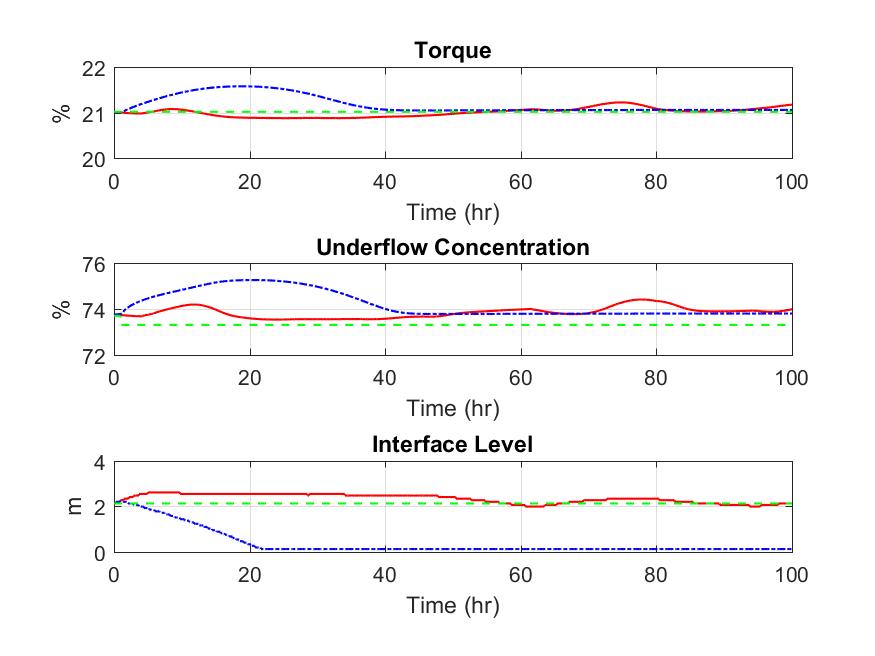 Torque
22
21
20
%
0 20 40 60 80 100
Time (hr)
Underflow Concentration
76
74
72
%
0 20 40 60 80 100
Time (hr)
Interface Level
4
2
0
m
0 20 40 60 80 100
Time (hr)